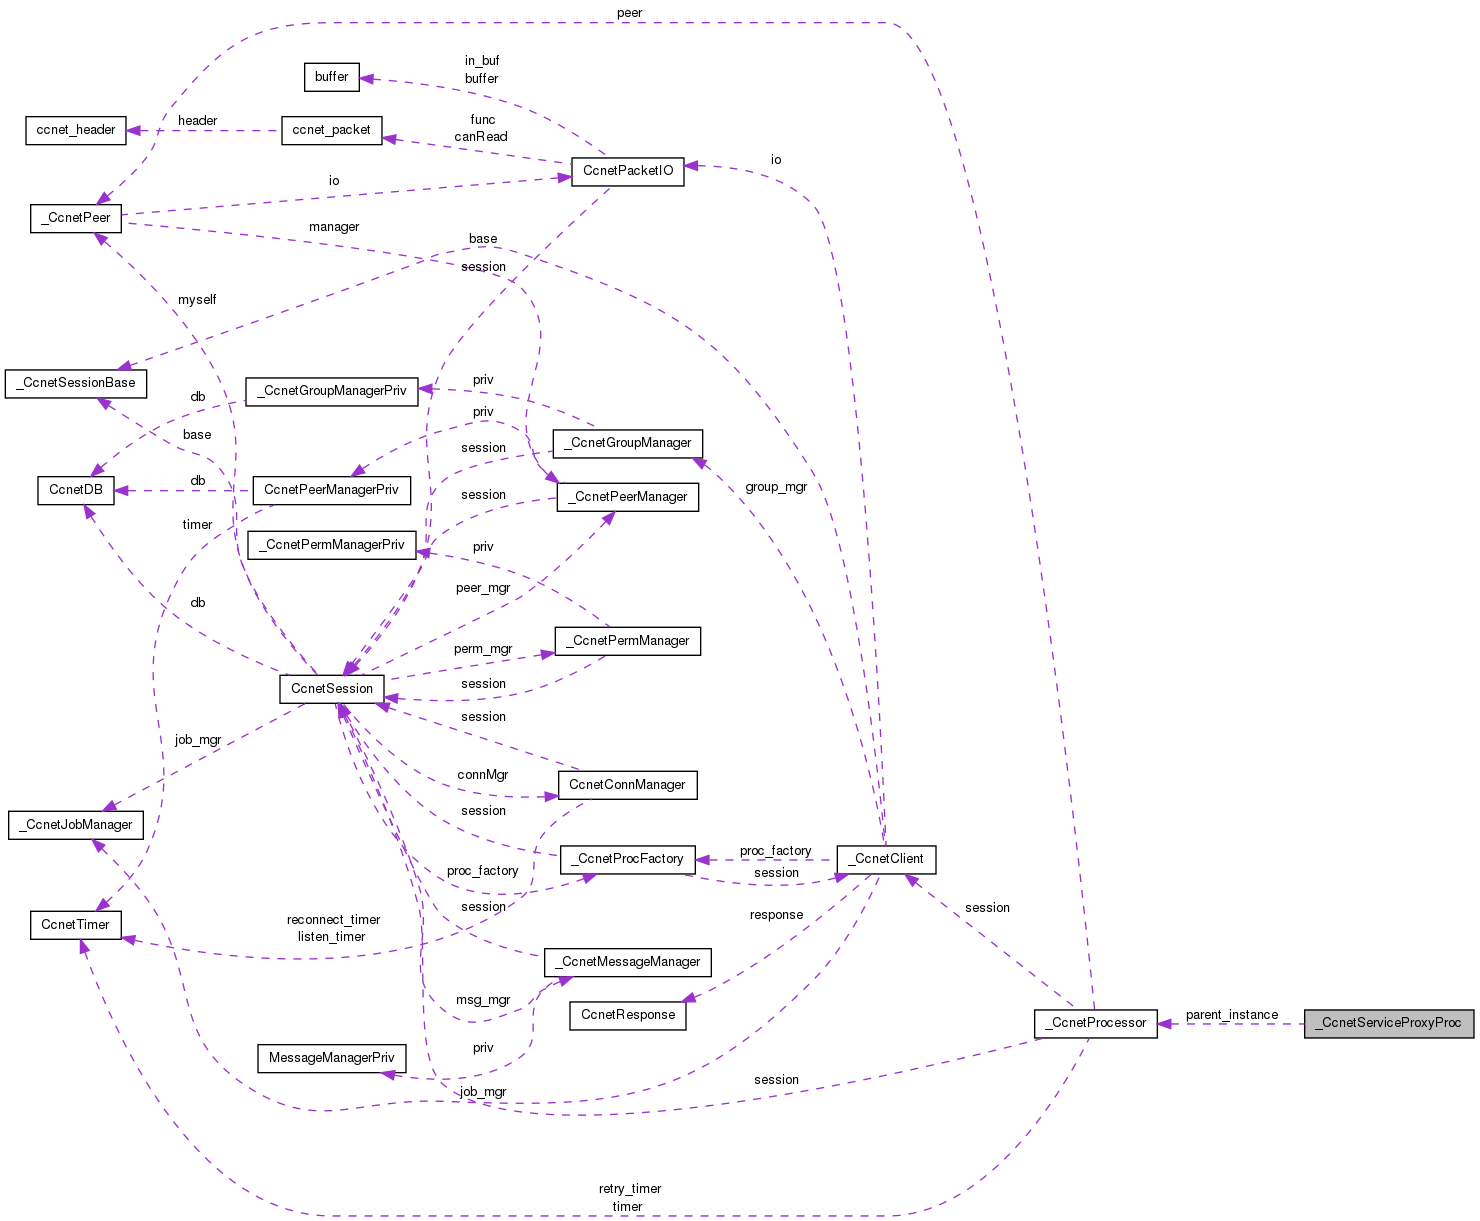 peer
in_buf
buffer
buffer
func
canRead
header
ccnet_header
ccnet_packet
io
CcnetPacketIO
io
_CcnetPeer
manager
base
session
myself
_CcnetSessionBase
_CcnetGroupManagerPriv
priv
db
priv
base
session
_CcnetGroupManager
db
CcnetDB
CcnetPeerManagerPriv
session
_CcnetPeerManager
group_mgr
timer
_CcnetPermManagerPriv
priv
db
peer_mgr
perm_mgr
_CcnetPermManager
CcnetSession
session
session
job_mgr
connMgr
CcnetConnManager
session
_CcnetJobManager
proc_factory
_CcnetProcFactory
proc_factory
session
_CcnetClient
session
reconnect_timer
listen_timer
CcnetTimer
response
session
_CcnetMessageManager
msg_mgr
CcnetResponse
_CcnetProcessor
parent_instance
_CcnetServiceProxyProc
MessageManagerPriv
priv
job_mgr
session
retry_timer
timer